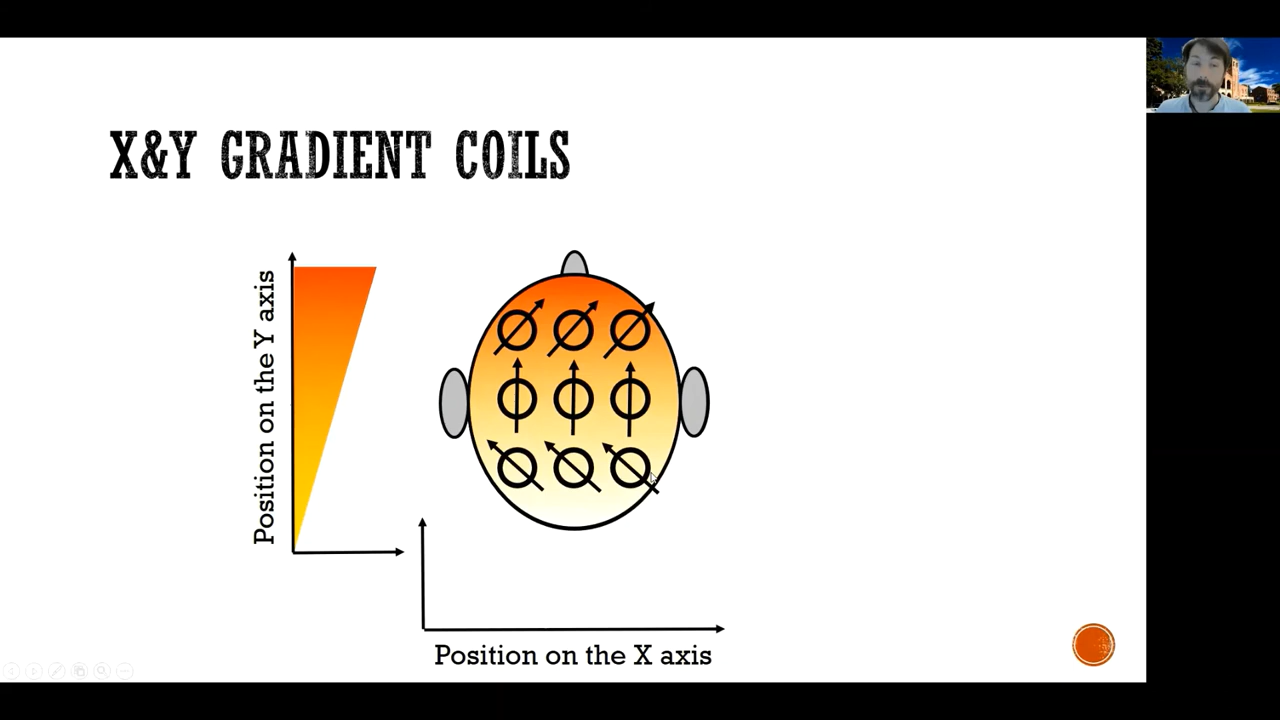 X&Y GRADIENT COILS
Position on the Y axis
Position on the X axis